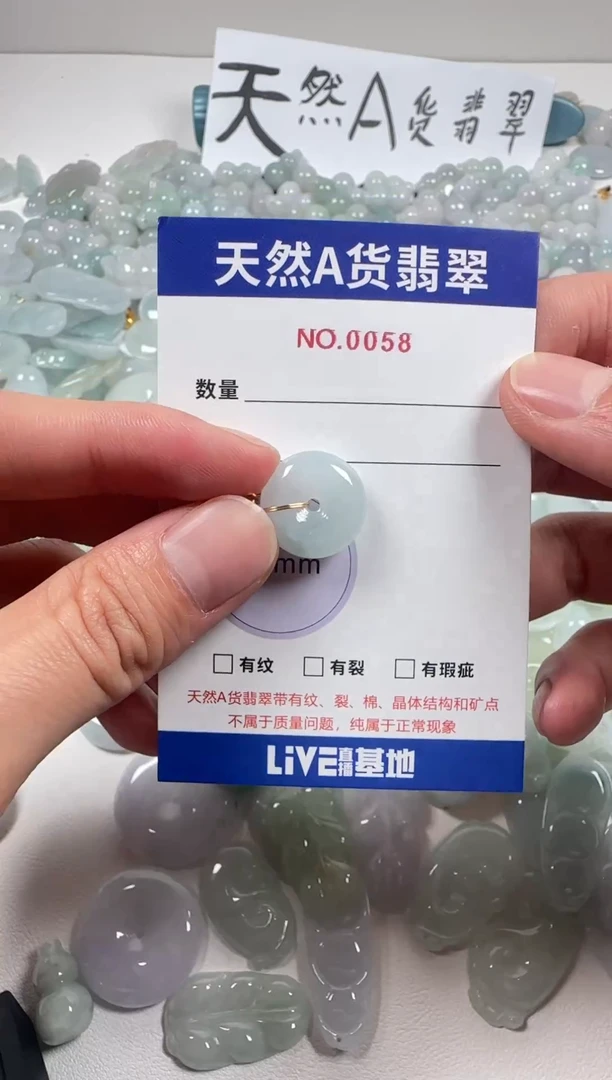 天然A货翡翠
天然A货翡翠
NO.0058
数量
mm
有纹 有裂 有瑕疵
天然A货翡翠带有纹、裂、棉、晶体结构和矿点
不属于质量问题，纯属于正常现象
LiVE直播基地